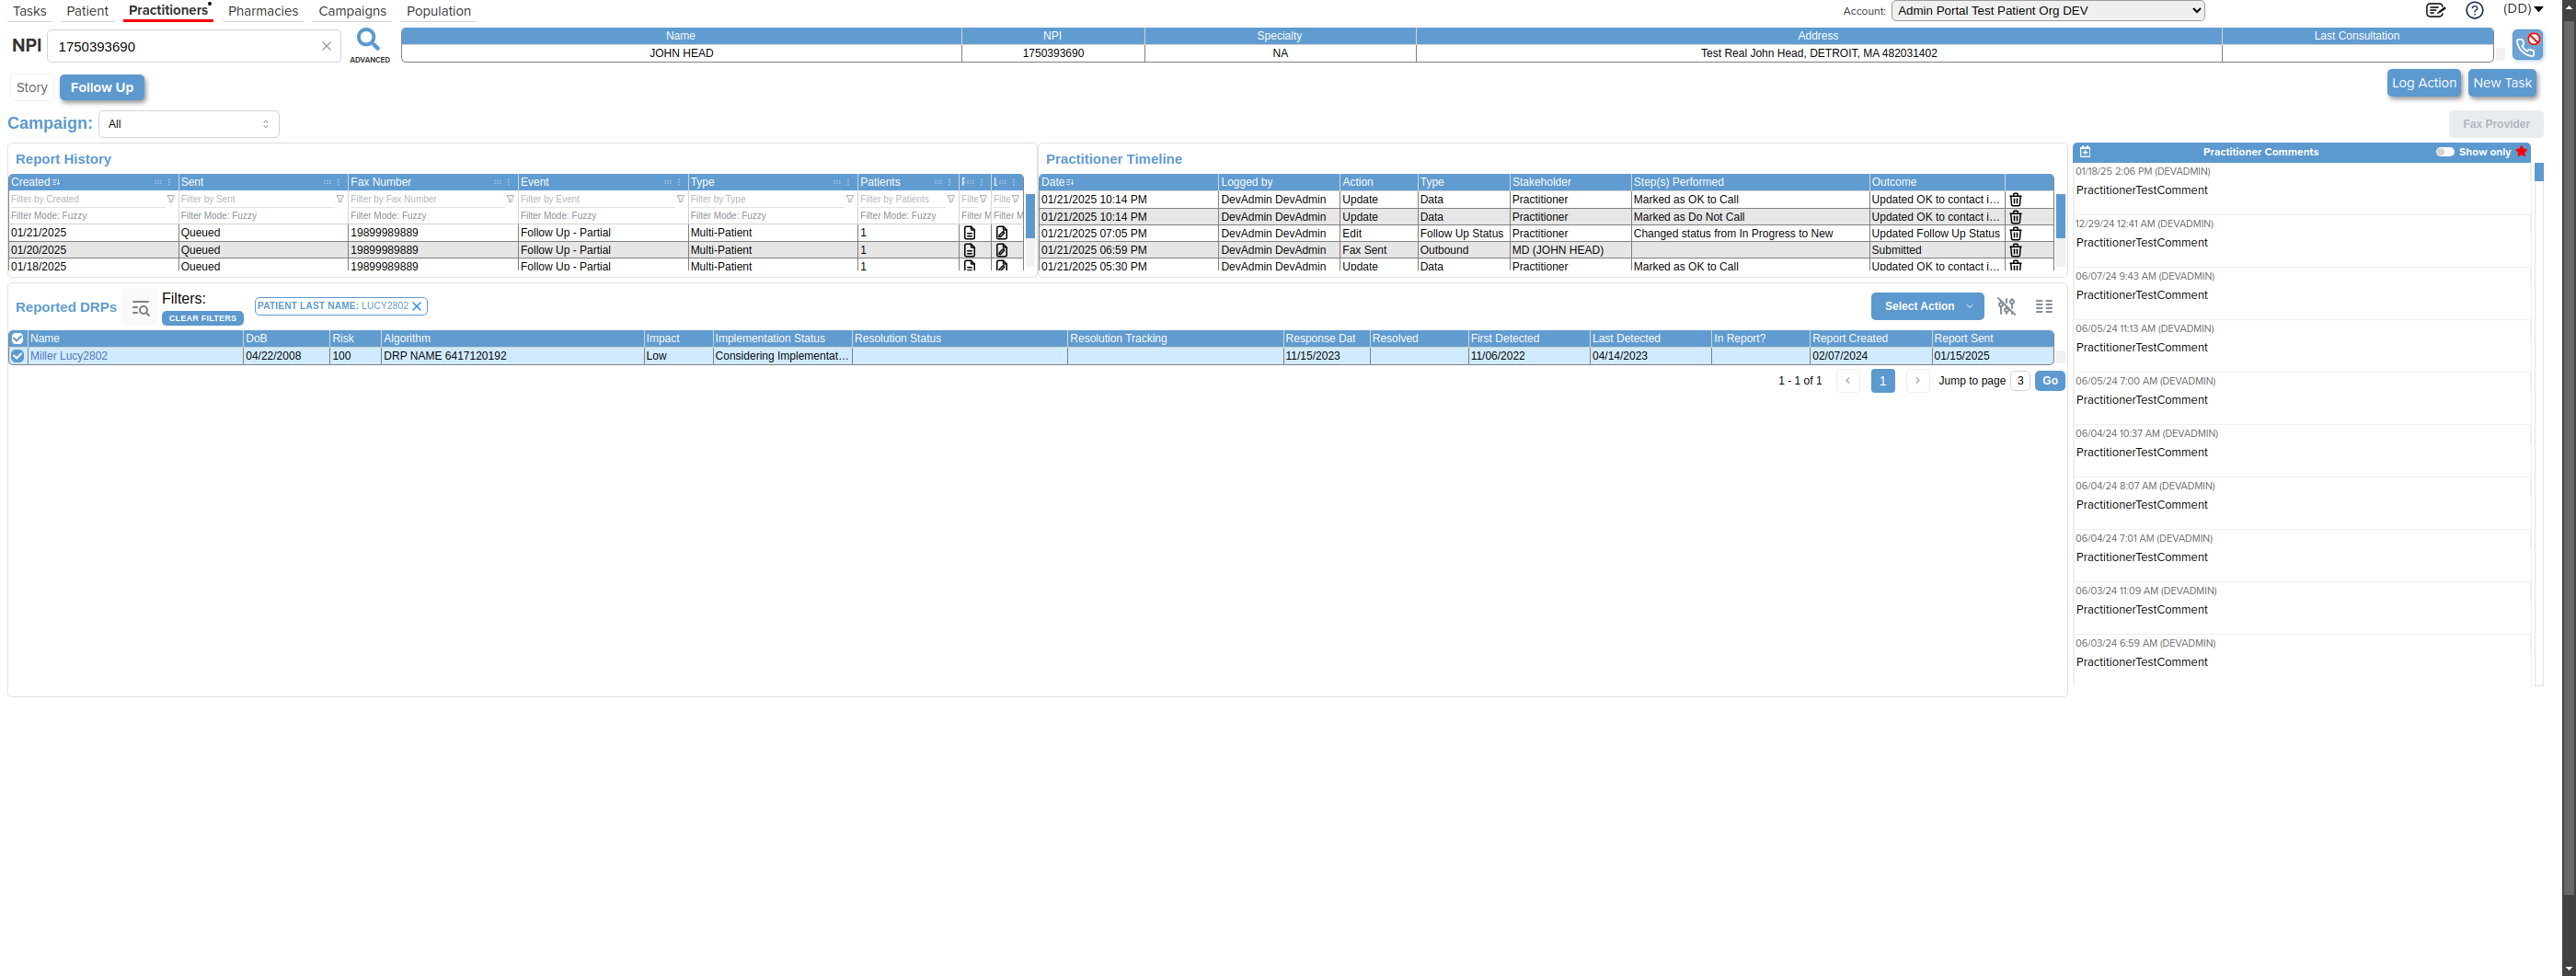 Tasks Patient Practitioners Pharmacies Campaigns Population Account: Admin Portal Test Patient Org DEV (DD)
NPI 1750393690 ADVANCED
Name NPI Specialty Address Last Consultation
JOHN HEAD 1750393690 NA Test Real John Head, DETROIT, MA 482031402
Story Follow Up Log Action New Task
Campaign: All Fax Provider
Report History
Created Sent Fax Number Event Type Patients
Filter by Created Filter by Sent Filter by Fax Number Filter by Event Filter by Type Filter by Patients Filte Filte
Filter Mode: Fuzzy Filter Mode: Fuzzy Filter Mode: Fuzzy Filter Mode: Fuzzy Filter Mode: Fuzzy Filter Mode: Fuzzy Filter M Filter M
01/21/2025 Queued 19899989889 Follow Up - Partial Multi-Patient 1
01/20/2025 Queued 19899989889 Follow Up - Partial Multi-Patient 1
01/18/2025 Queued 19899989889 Follow Up - Partial Multi-Patient 1
Practitioner Timeline
Date Logged by Action Type Stakeholder Step(s) Performed Outcome
01/21/2025 10:14 PM DevAdmin DevAdmin Update Data Practitioner Marked as OK to Call Updated OK to contact i...
01/21/2025 10:14 PM DevAdmin DevAdmin Update Data Practitioner Marked as Do Not Call Updated OK to contact i...
01/21/2025 07:05 PM DevAdmin DevAdmin Edit Follow Up Status Practitioner Changed status from In Progress to New Updated Follow Up Status
01/21/2025 06:59 PM DevAdmin DevAdmin Fax Sent Outbound MD (JOHN HEAD) Submitted
01/21/2025 05:30 PM DevAdmin DevAdmin Update Data Practitioner Marked as OK to Call Updated OK to contact i...
Reported DRPs Filters: CLEAR FILTERS PATIENT LAST NAME: LUCY2802 Select Action
Name DoB Risk Algorithm Impact Implementation Status Resolution Status Resolution Tracking Response Dat Resolved First Detected Last Detected In Report? Report Created Report Sent
Miller Lucy2802 04/22/2008 100 DRP NAME 6417120192 Low Considering Implementat... 11/15/2023 11/06/2022 04/14/2023 02/07/2024 01/15/2025
1 - 1 of 1 1 Jump to page 3 Go
Practitioner Comments Show only
01/18/25 2:06 PM (DEVADMIN)
PractitionerTestComment
12/29/24 12:41 AM (DEVADMIN)
PractitionerTestComment
06/07/24 9:43 AM (DEVADMIN)
PractitionerTestComment
06/05/24 11:13 AM (DEVADMIN)
PractitionerTestComment
06/05/24 7:00 AM (DEVADMIN)
PractitionerTestComment
06/04/24 10:37 AM (DEVADMIN)
PractitionerTestComment
06/04/24 8:07 AM (DEVADMIN)
PractitionerTestComment
06/04/24 7:01 AM (DEVADMIN)
PractitionerTestComment
06/03/24 11:09 AM (DEVADMIN)
PractitionerTestComment
06/03/24 6:59 AM (DEVADMIN)
PractitionerTestComment